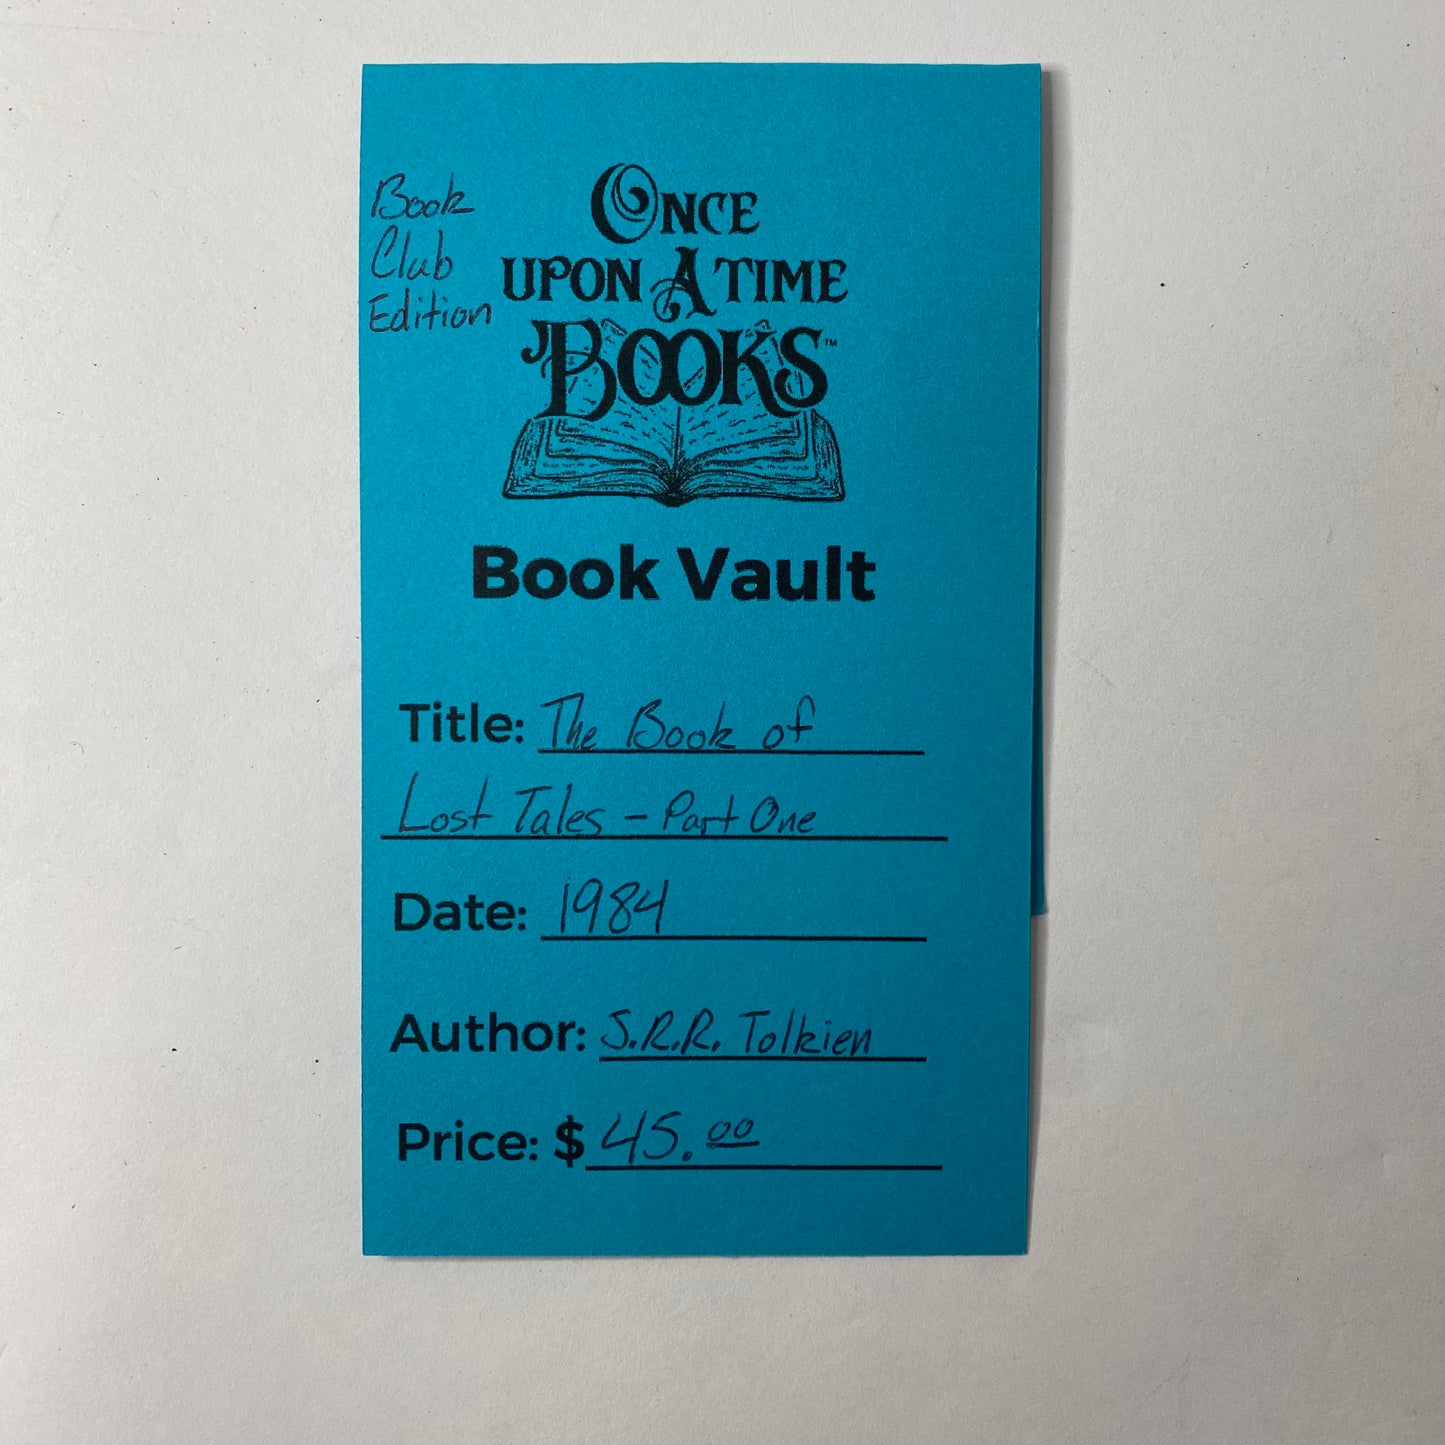 Book
Club
Edition
ONCE
UPON A TIME
BOOKS™
Book Vault
Title: The Book of
Lost Tales - Part One
Date: 1984
Author: J.R.R. Tolkien
Price: $ 45.00